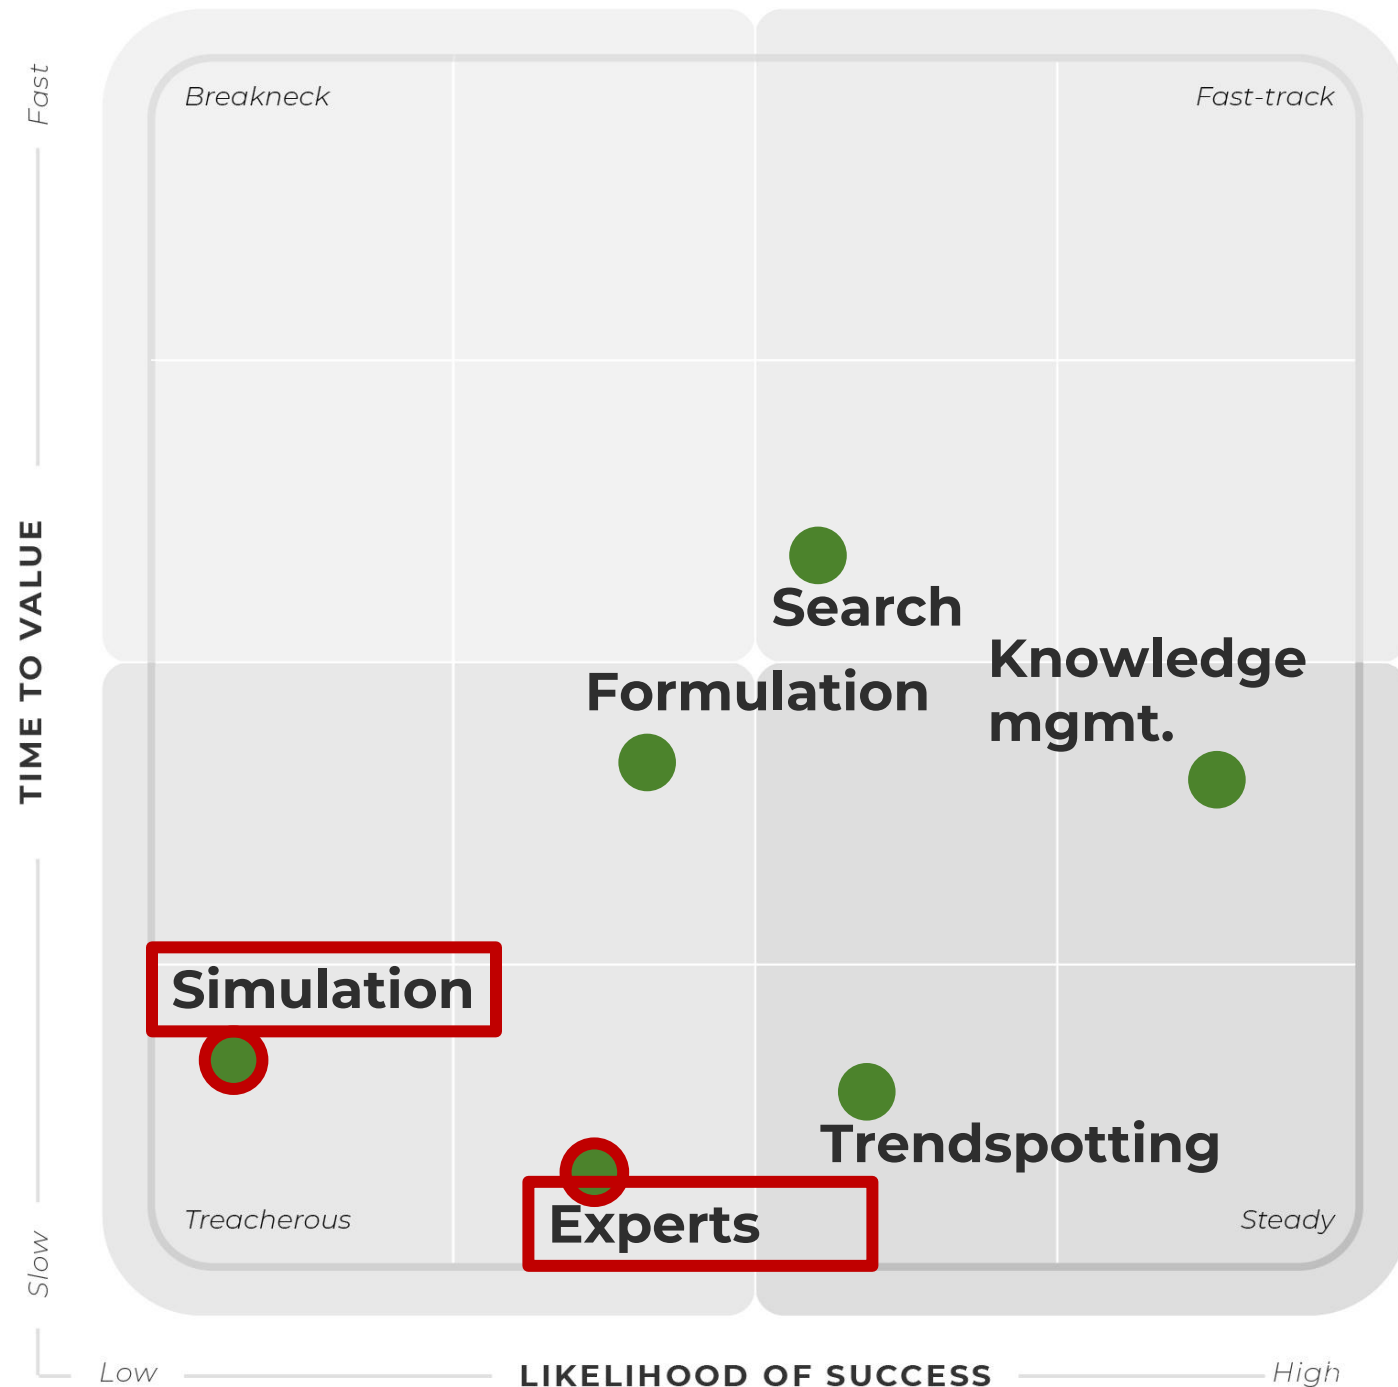 Fast
Breakneck
Fast-track
Search
Knowledge
mgmt.
Formulation
TIME TO VALUE
Simulation
Trendspotting
Experts
Treacherous
Steady
Slow
Low
LIKELIHOOD OF SUCCESS
High